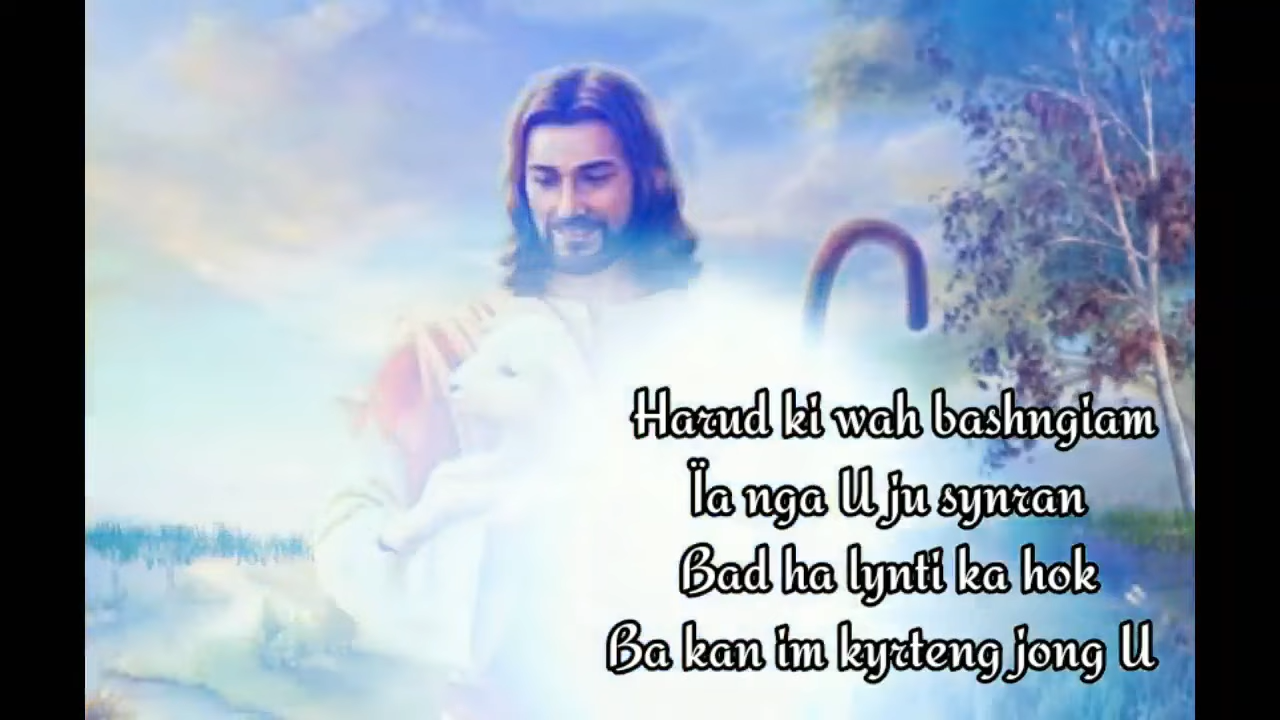 Harud ki wah bashngiam
Ïa nga U ju synran
Bad ha lynti ka hok
Ba kan im kyrteng jong U